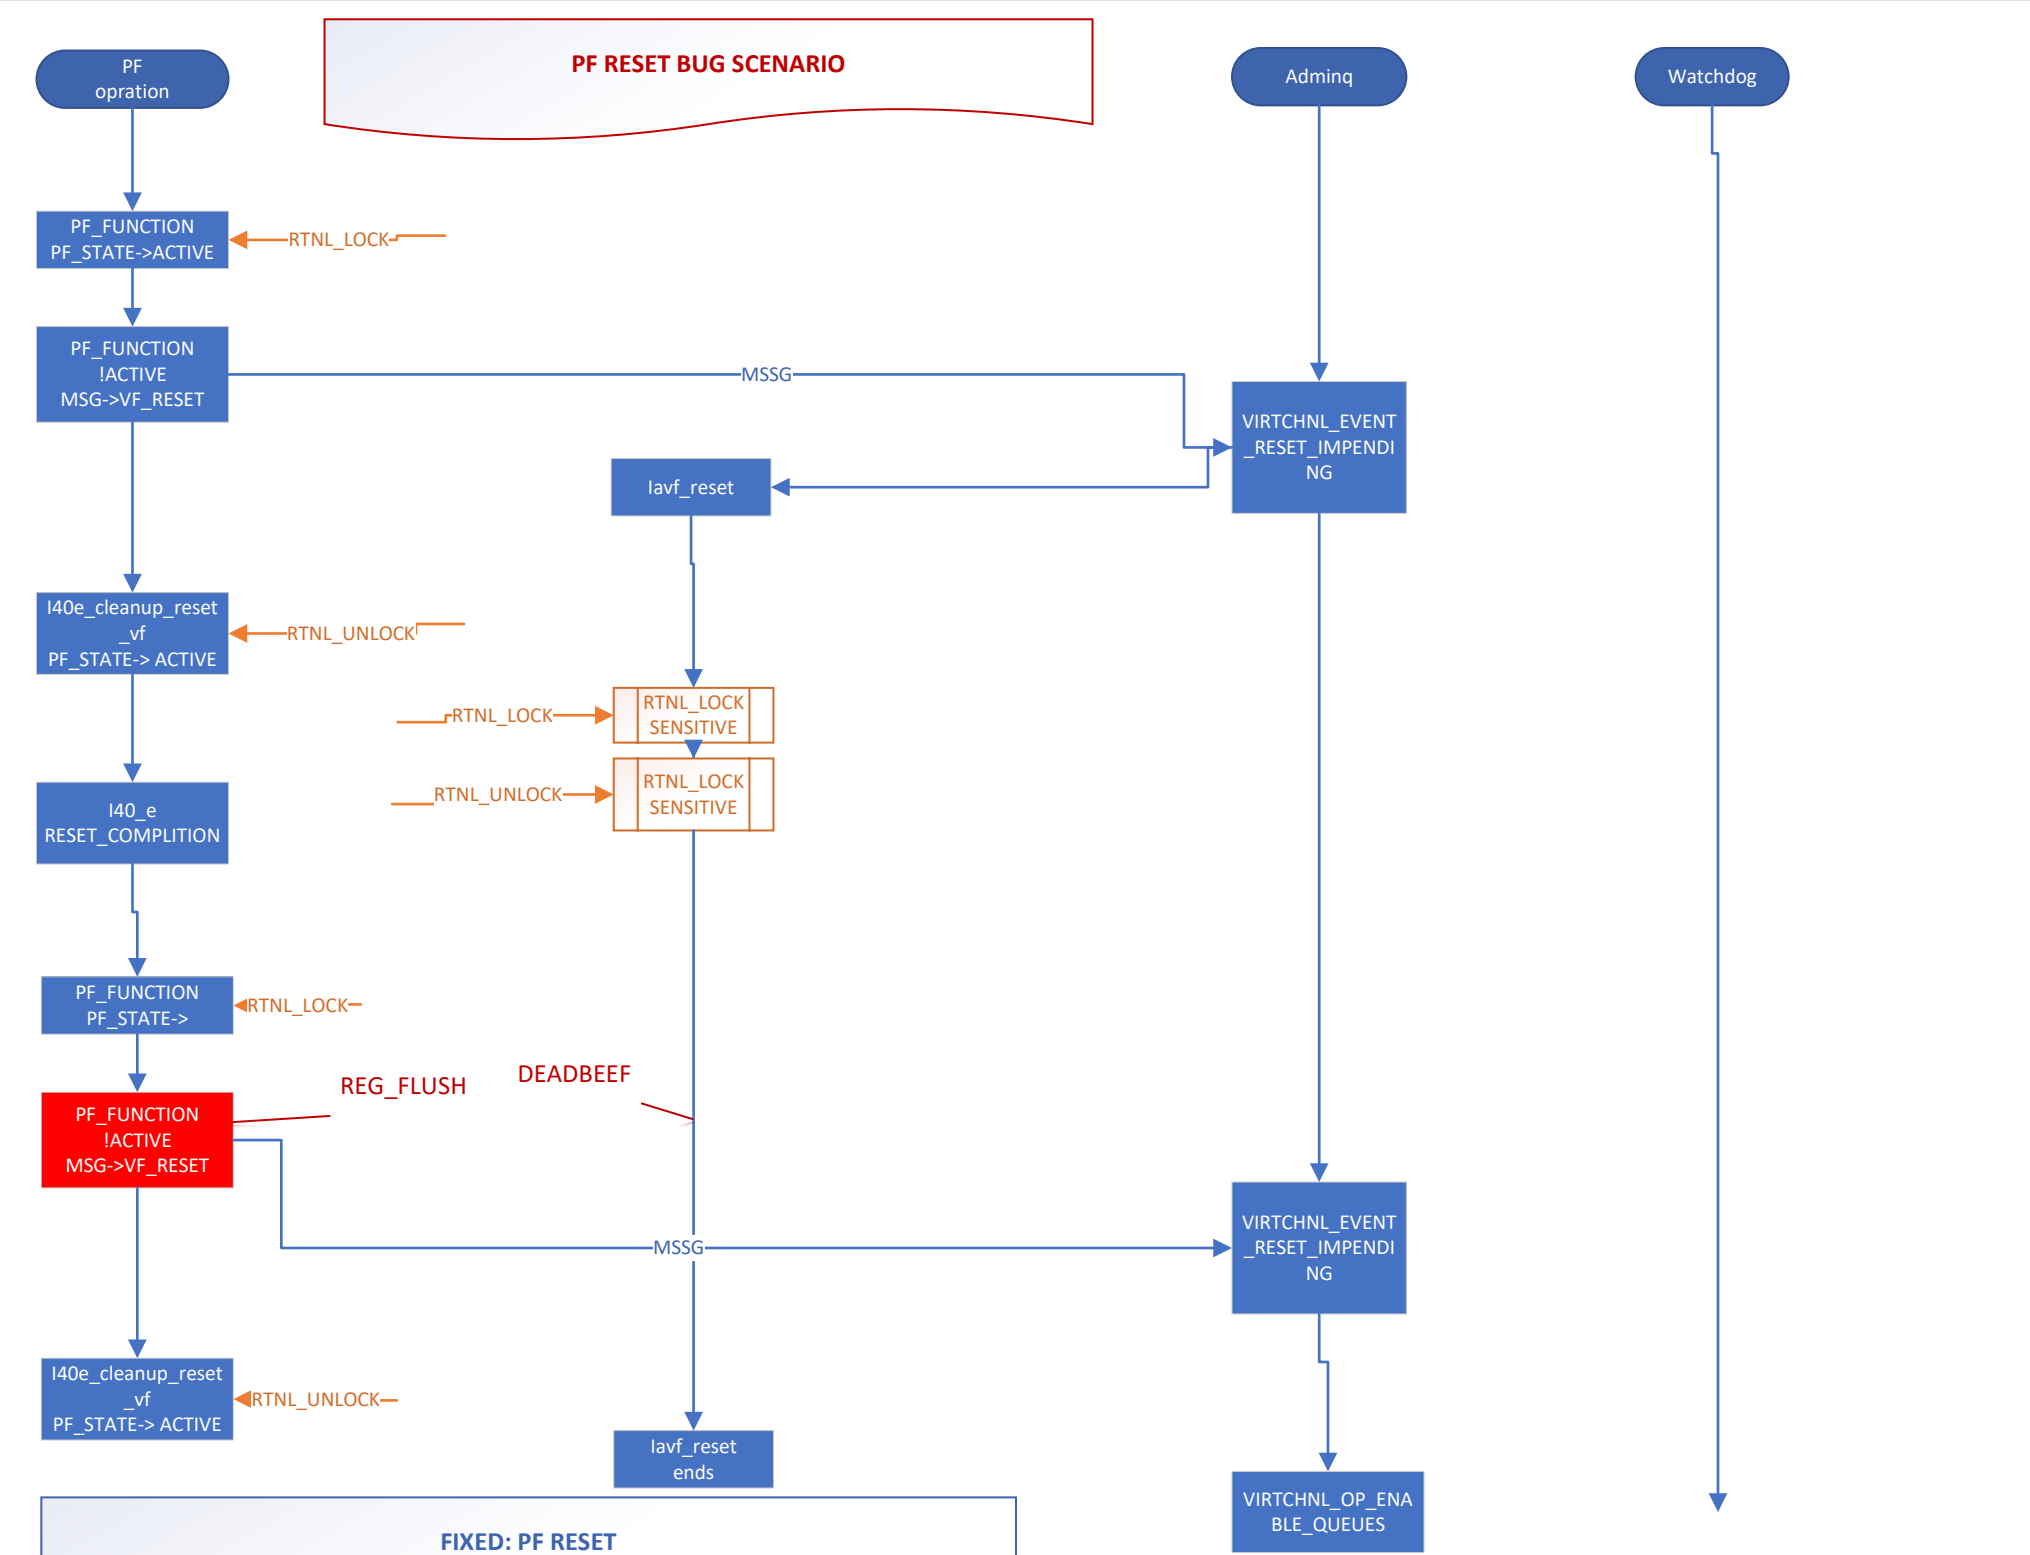 PF RESET BUG SCENARIO
PF
opration
Adminq
Watchdog
PF_FUNCTION
PF_STATE->ACTIVE
RTNL_LOCK
PF_FUNCTION
!ACTIVE
MSG->VF_RESET
MSSG
VIRTCHNL_EVENT
_RESET_IMPENDI
NG
Iavf_reset
I40e_cleanup_reset
_vf
PF_STATE-> ACTIVE
RTNL_UNLOCK
RTNL_LOCK
RTNL_LOCK
SENSITIVE
RTNL_UNLOCK
RTNL_LOCK
SENSITIVE
I40_e
RESET_COMPLITION
PF_FUNCTION
PF_STATE->
RTNL_LOCK
REG_FLUSH
DEADBEEF
PF_FUNCTION
!ACTIVE
MSG->VF_RESET
MSSG
VIRTCHNL_EVENT
_RESET_IMPENDI
NG
I40e_cleanup_reset
_vf
PF_STATE-> ACTIVE
RTNL_UNLOCK
Iavf_reset
ends
VIRTCHNL_OP_ENA
BLE_QUEUES
FIXED: PF RESET